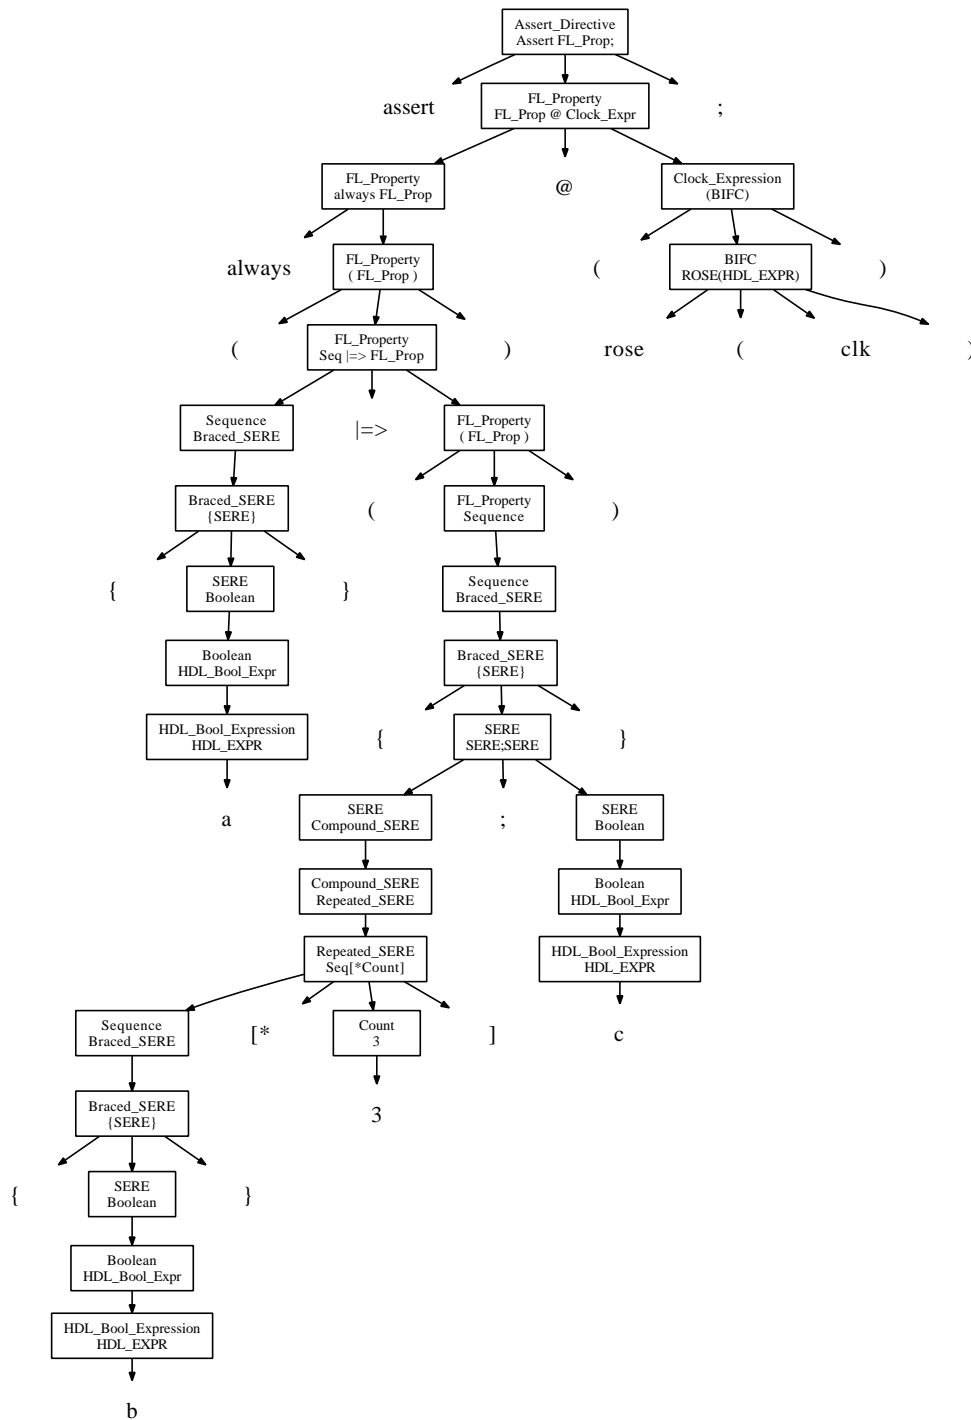 Assert_Directive
Assert FL_Prop;
assert
FL_Property
FL_Prop @ Clock_Expr
;
FL_Property
always FL_Prop
@
Clock_Expression
(BIFC)
always
FL_Property
( FL_Prop )
(
BIFC
ROSE(HDL_EXPR)
)
(
FL_Property
Seq |=> FL_Prop
)
rose
(
clk
)
Sequence
Braced_SERE
|=>
FL_Property
( FL_Prop )
Braced_SERE
{SERE}
(
FL_Property
Sequence
)
{
SERE
Boolean
}
Sequence
Braced_SERE
Boolean
HDL_Bool_Expr
Braced_SERE
{SERE}
HDL_Bool_Expression
HDL_EXPR
{
SERE
SERE;SERE
}
a
SERE
Compound_SERE
;
SERE
Boolean
Compound_SERE
Repeated_SERE
Boolean
HDL_Bool_Expr
Repeated_SERE
Seq[*Count]
HDL_Bool_Expression
HDL_EXPR
Sequence
Braced_SERE
[*
Count
3
]
c
Braced_SERE
{SERE}
3
{
SERE
Boolean
}
Boolean
HDL_Bool_Expr
HDL_Bool_Expression
HDL_EXPR
b